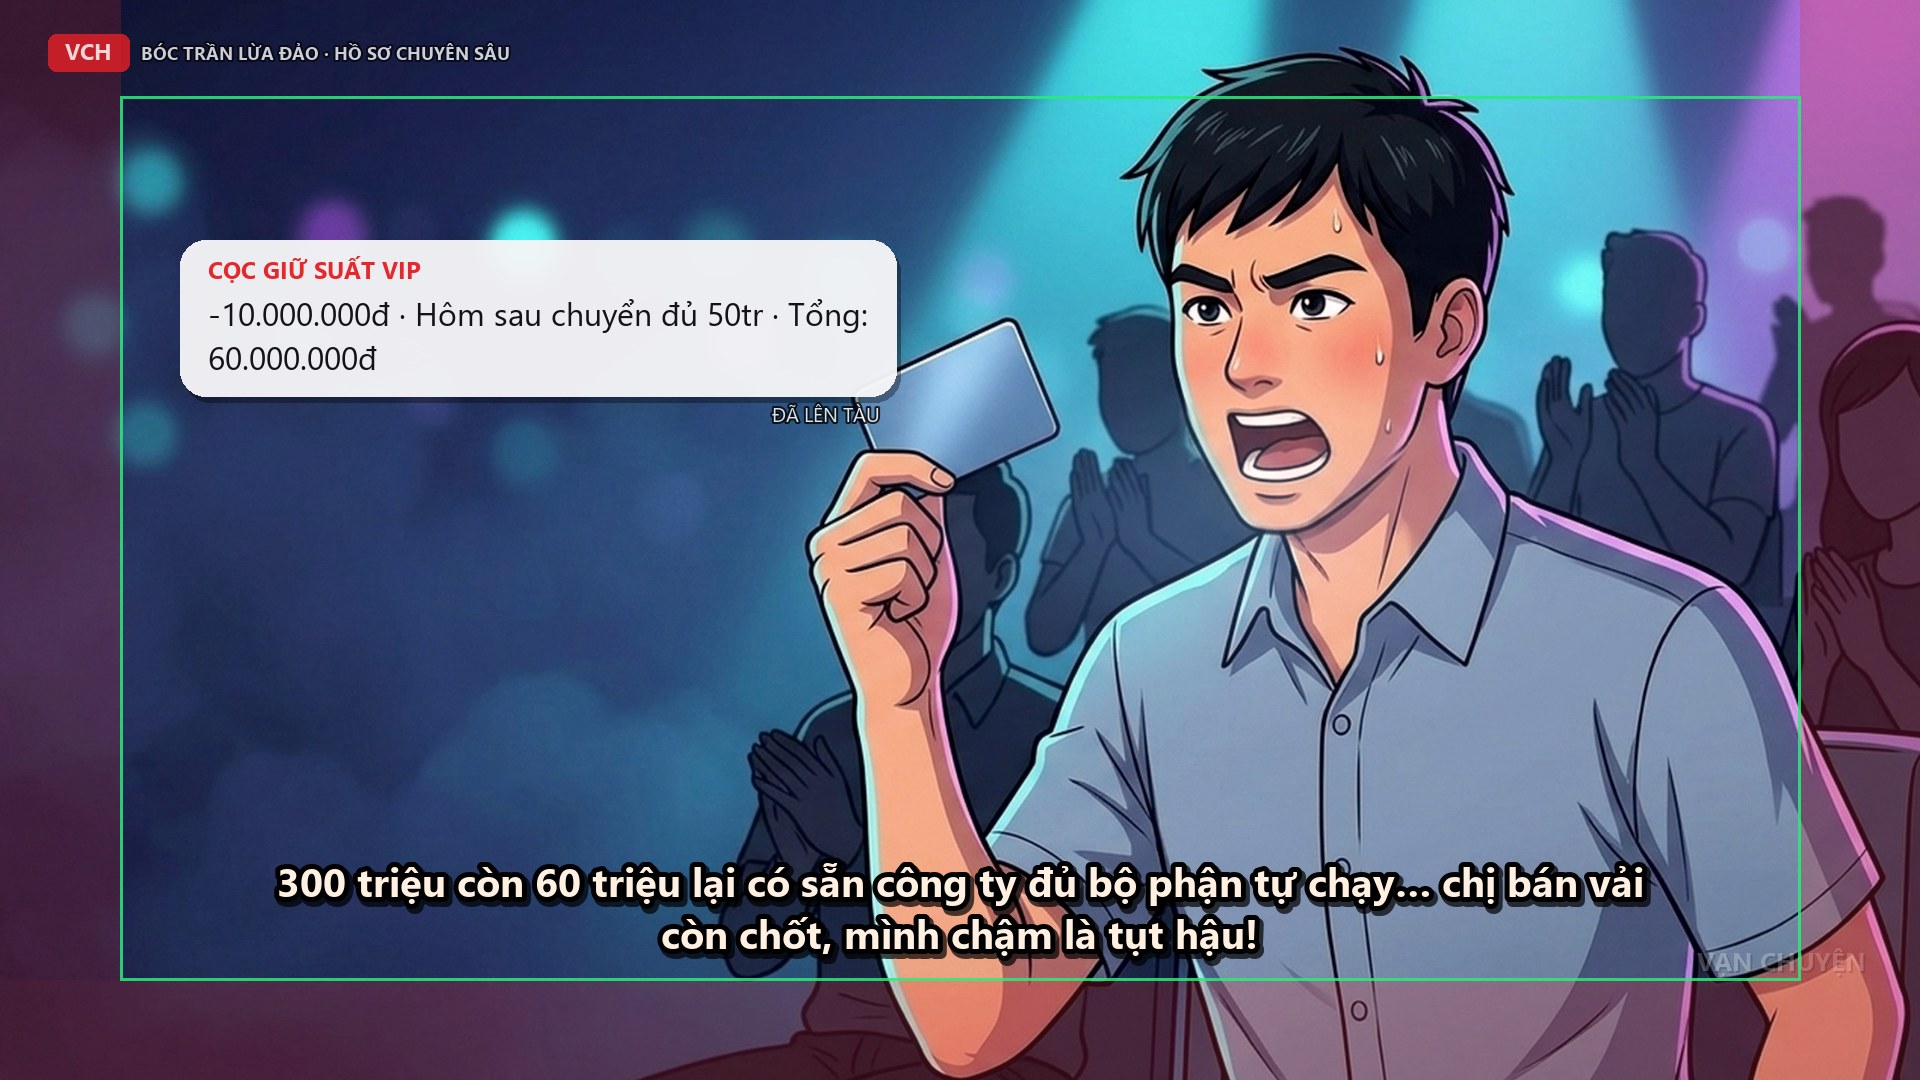 VCH BÓC TRẦN LỪA ĐẢO · HỒ SƠ CHUYÊN SÂU
CỌC GIỮ SUẤT VIP
-10.000.000đ · Hôm sau chuyển đủ 50tr · Tổng:
60.000.000đ
ĐÃ LÊN TÀU
300 triệu còn 60 triệu lại có sẵn công ty đủ bộ phận tự chạy... chị bán vải
còn chốt, mình chậm là tụt hậu!
VẠN CHUYỆN